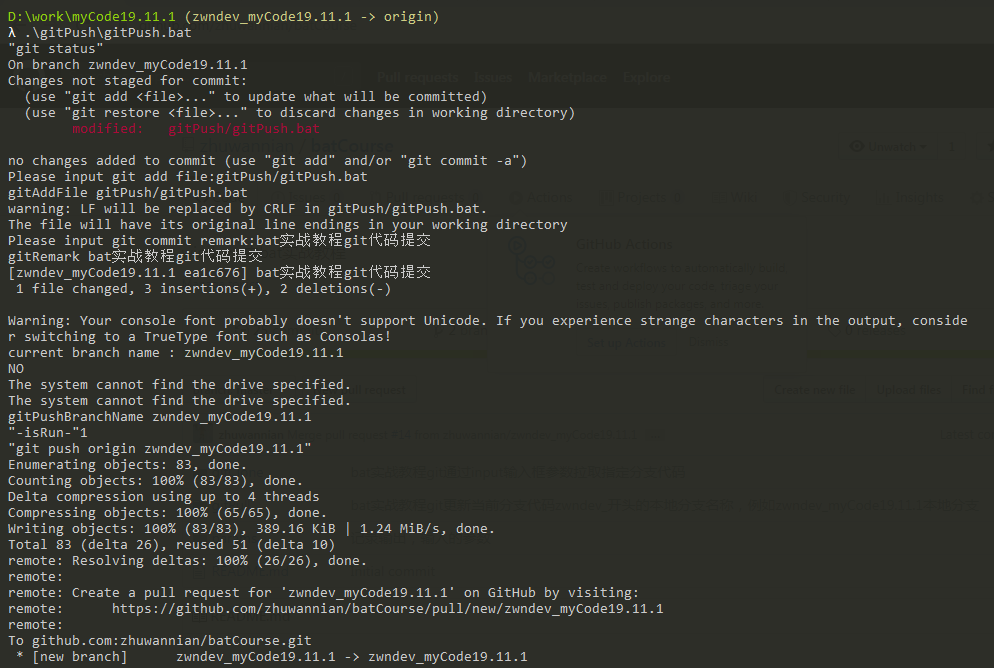 D:\work\myCode19.11.1 (zwndev_myCode19.11.1 -> origin)
λ .\gitPush\gitPush.bat
"git status"
On branch zwndev_myCode19.11.1
Changes not staged for commit:
(use "git add <file>..." to update what will be committed)
(use "git restore <file>..." to discard changes in working directory)
modified:   gitPush/gitPush.bat
no changes added to commit (use "git add" and/or "git commit -a")
Please input git add file:gitPush/gitPush.bat
gitAddFile gitPush/gitPush.bat
warning: LF will be replaced by CRLF in gitPush/gitPush.bat.
The file will have its original line endings in your working directory
Please input git commit remark:bat实战教程git代码提交
gitRemark bat实战教程git代码提交
[zwndev_myCode19.11.1 ea1c676] bat实战教程git代码提交
1 file changed, 3 insertions(+), 2 deletions(-)
Warning: Your console font probably doesn't support Unicode. If you experience strange characters in the output, conside
r switching to a TrueType font such as Consolas!
current branch name : zwndev_myCode19.11.1
NO
The system cannot find the drive specified.
The system cannot find the drive specified.
gitPushBranchName zwndev_myCode19.11.1
"-isRun-"1
"git push origin zwndev_myCode19.11.1"
Enumerating objects: 83, done.
Counting objects: 100% (83/83), done.
Delta compression using up to 4 threads
Compressing objects: 100% (65/65), done.
Writing objects: 100% (83/83), 389.16 KiB | 1.24 MiB/s, done.
Total 83 (delta 26), reused 51 (delta 10)
remote: Resolving deltas: 100% (26/26), done.
remote:
remote: Create a pull request for 'zwndev_myCode19.11.1' on GitHub by visiting:
remote:      https://github.com/zhuwannian/batCourse/pull/new/zwndev_myCode19.11.1
remote:
To github.com:zhuwannian/batCourse.git
* [new branch]      zwndev_myCode19.11.1 -> zwndev_myCode19.11.1